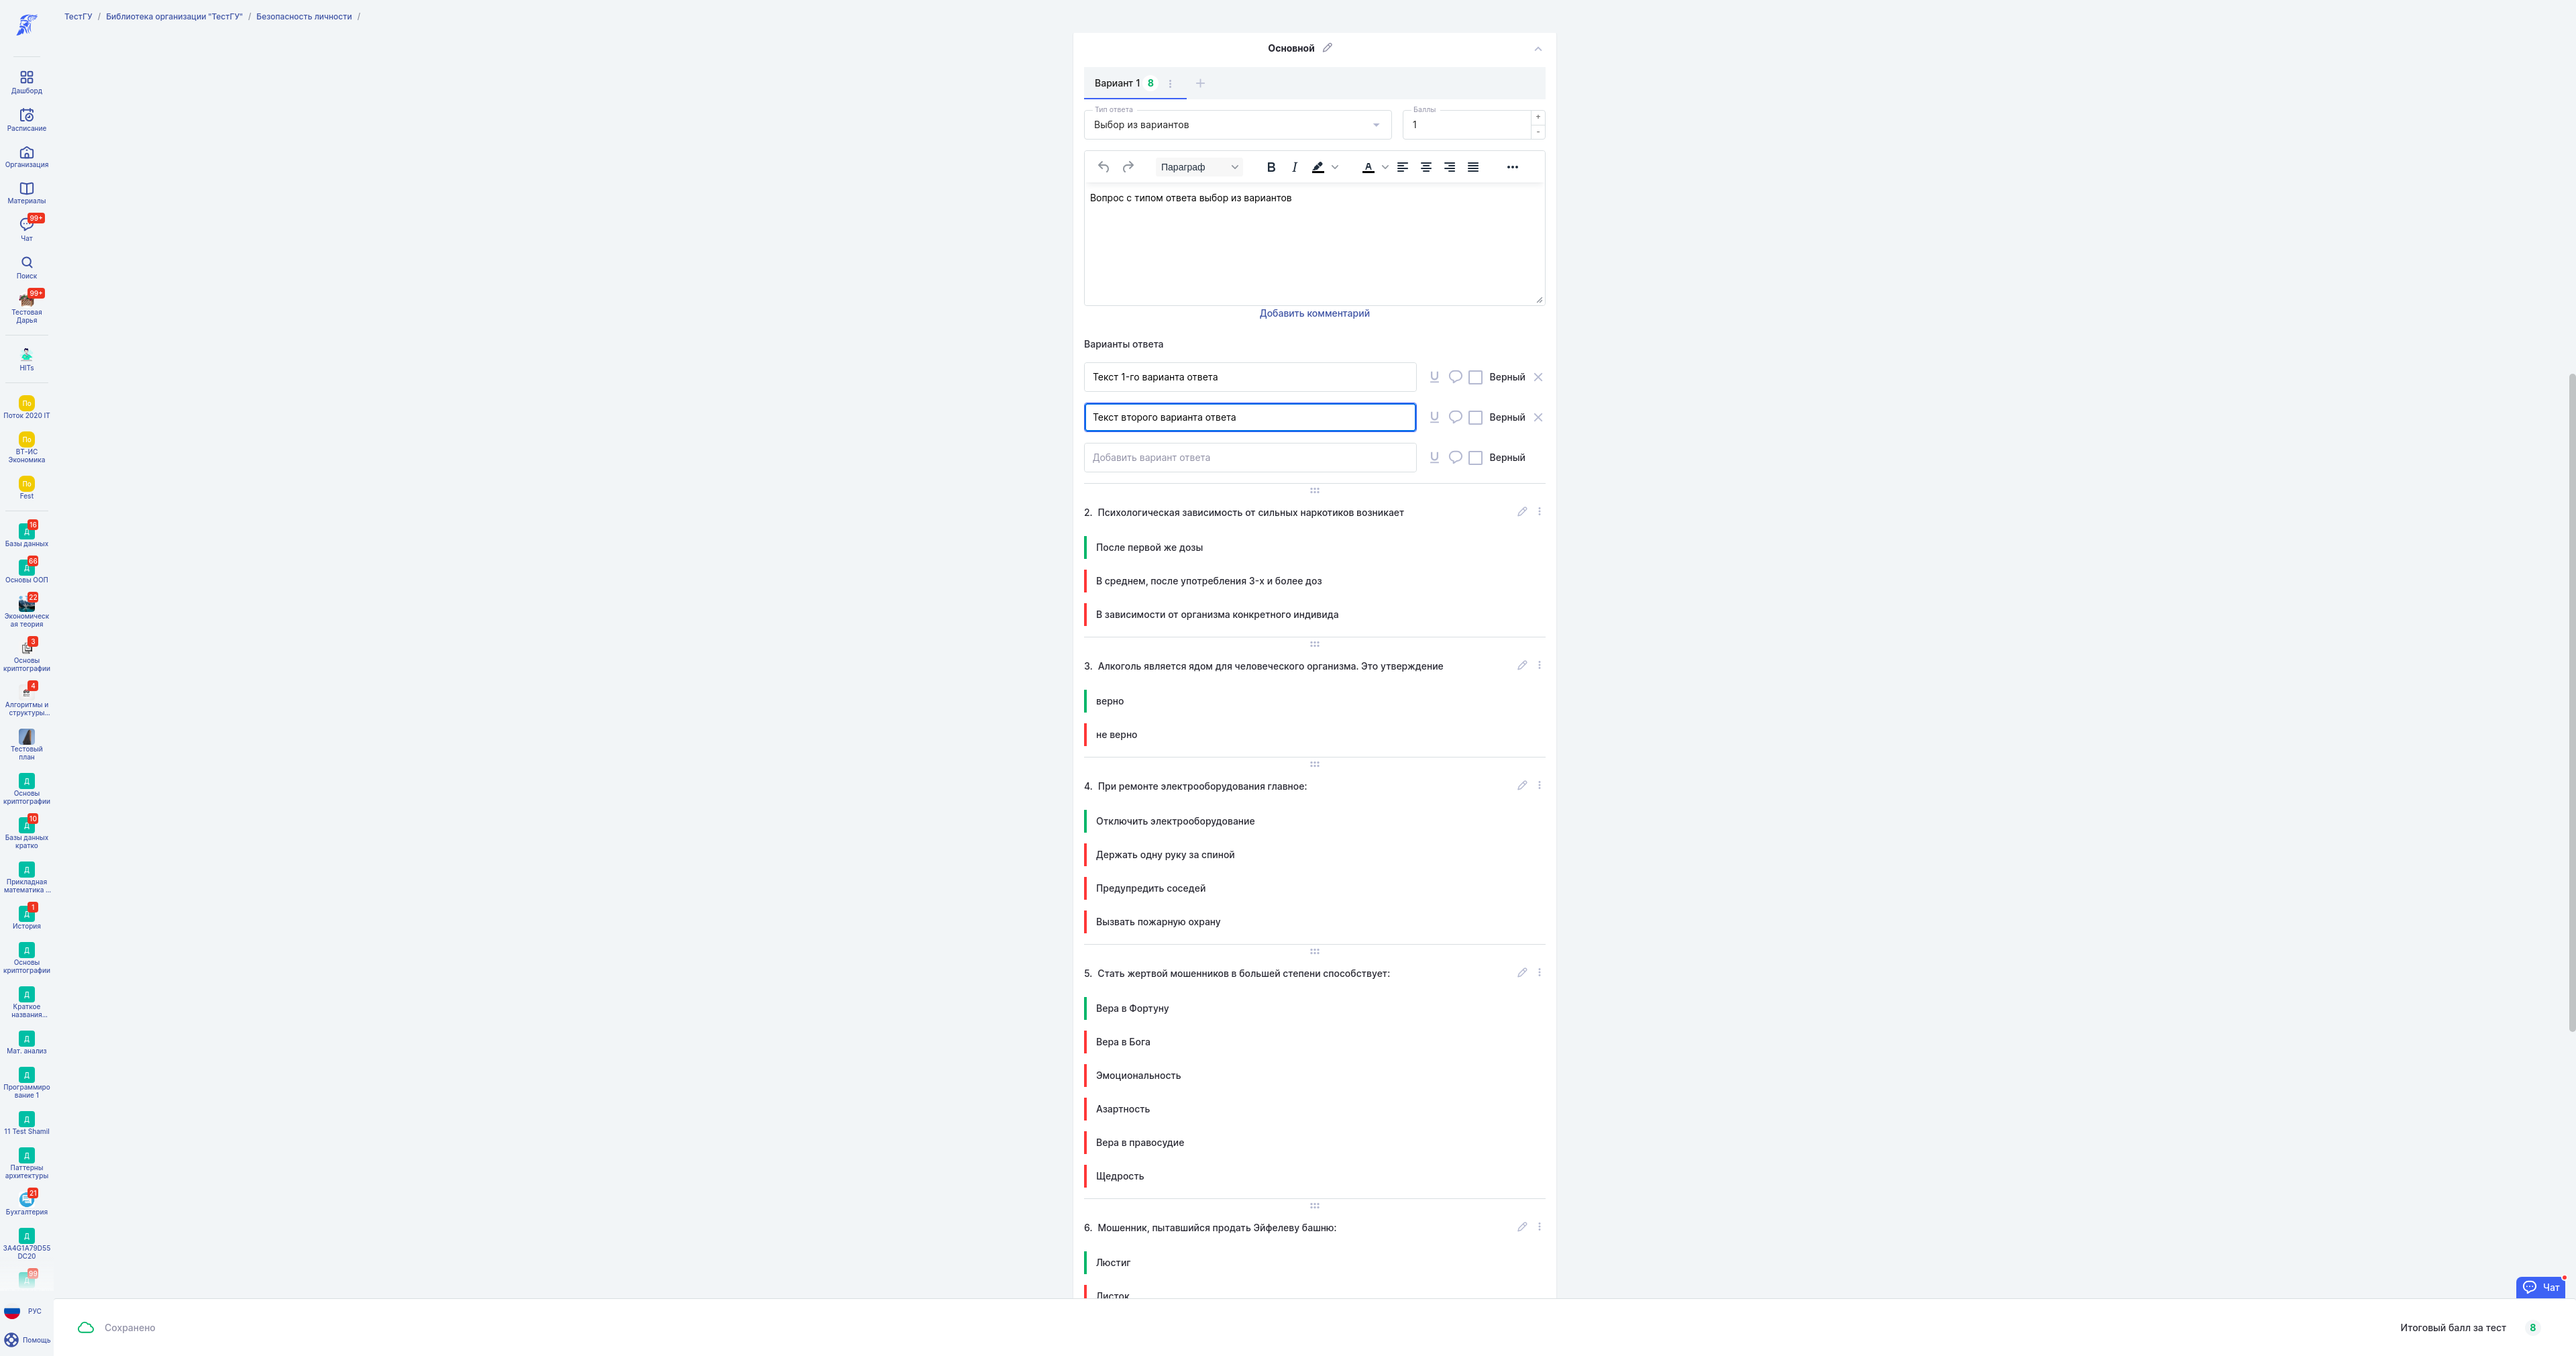 ТестГУ / Библиотека организации "ТестГУ" / Безопасность личности /
Дашборд
Расписание
Организация
Материалы
99+
Чат
Поиск
99+
Тестовая
Дарья
HITs
По
Поток 2020 IT
По
ВТ-ИС
Экономика
По
Fest
16
Д
Базы данных
66
Д
Основы ООП
22
Экономическ
ая теория
3
Основы
криптографии
4
Алгоритмы и
структуры...
Тестовый
план
Д
Основы
криптографии
10
Д
Базы данных
кратко
Д
Прикладная
математика ...
1
Д
История
Д
Основы
криптографии
Д
Краткое
названия...
Д
Мат. анализ
Д
Программиро
вание 1
Д
11 Test Shamil
Д
Паттерны
архитектуры
21
Бухгалтерия
Д
3A4G1A79D55
DC20
99
Д
РУС
Помощь
Основной
Вариант 1 8
Тип ответа
Выбор из вариантов
Баллы
1
+
-
Параграф B I A
Вопрос с типом ответа выбор из вариантов
Добавить комментарий
Варианты ответа
Текст 1-го варианта ответа Верный
Текст второго варианта ответа Верный
Добавить вариант ответа Верный
2. Психологическая зависимость от сильных наркотиков возникает
После первой же дозы
В среднем, после употребления 3-х и более доз
В зависимости от организма конкретного индивида
3. Алкоголь является ядом для человеческого организма. Это утверждение
верно
не верно
4. При ремонте электрооборудования главное:
Отключить электрооборудование
Держать одну руку за спиной
Предупредить соседей
Вызвать пожарную охрану
5. Стать жертвой мошенников в большей степени способствует:
Вера в Фортуну
Вера в Бога
Эмоциональность
Азартность
Вера в правосудие
Щедрость
6. Мошенник, пытавшийся продать Эйфелеву башню:
Люстиг
Листок
Чат
Сохранено
Итоговый балл за тест 8